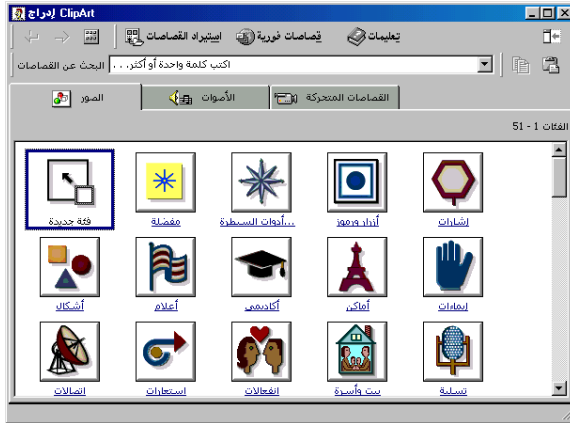 إدراج ClipArt
استيراد القصاصات قصاصات فورية تعليمات
البحث عن القصاصات اكتب كلمة واحدة أو أكثر. . .
الصور الأصوات القصاصات المتحركة
الفئات 1 - 51
فئة جديدة مفضلة أدوات السيطرة... أزرار ورموز إشارات
أشكال أعلام أكاديمي أماكن إيماءات
اتصالات استعارات انفعالات بيت وأسرة تسلية